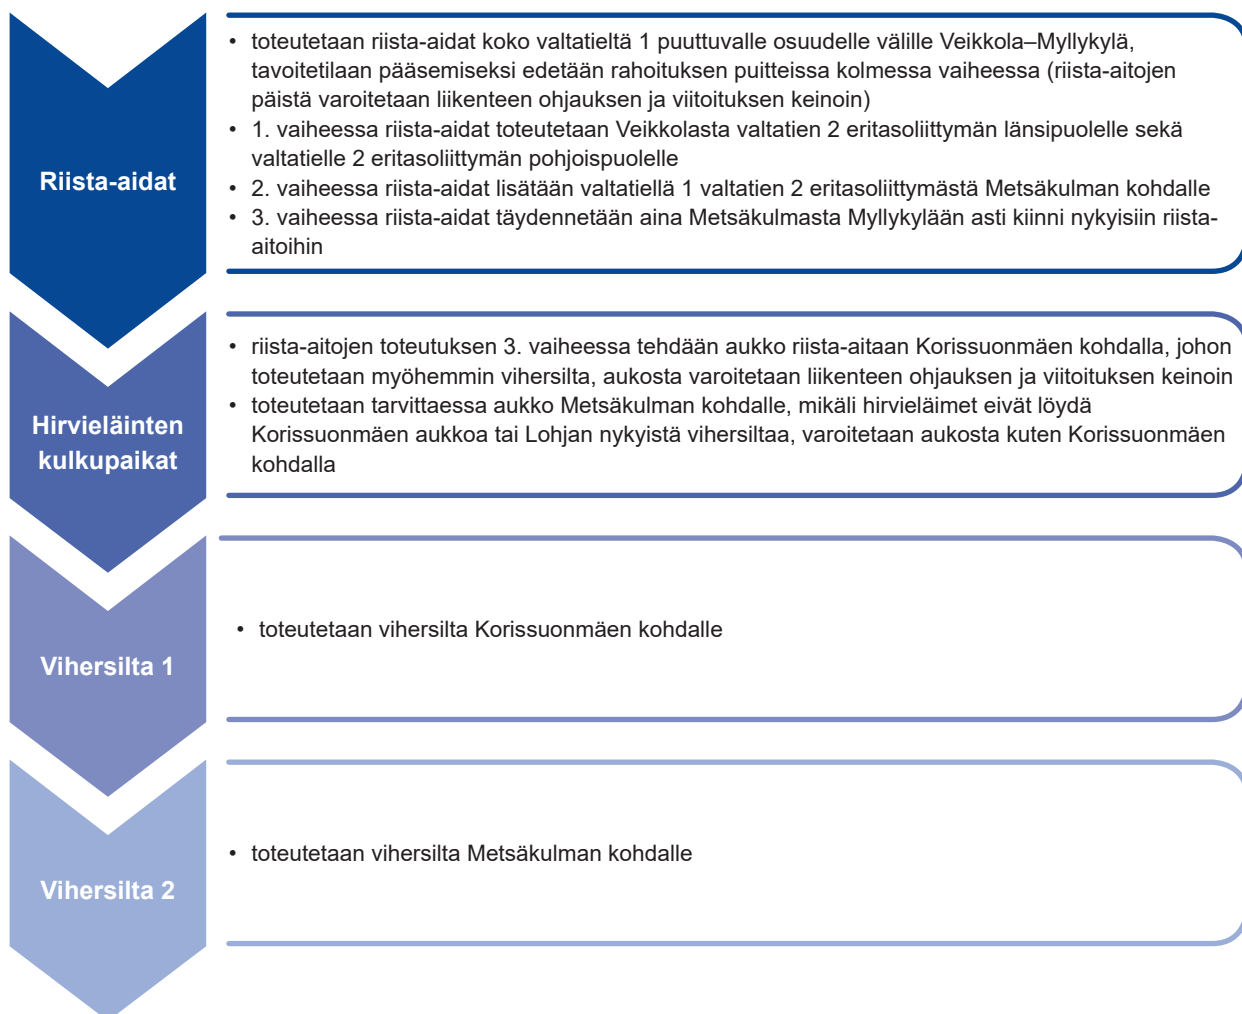 Riista-aidat
• toteutetaan riista-aidat koko valtatieltä 1 puuttuvalle osuudelle välille Veikkola–Myllykylä,
tavoitetilaan pääsemiseksi edetään rahoituksen puitteissa kolmessa vaiheessa (riista-aitojen
päistä varoitetaan liikenteen ohjauksen ja viitoituksen keinoin)
• 1. vaiheessa riista-aidat toteutetaan Veikkolasta valtatien 2 eritasoliittymän länsipuolelle sekä
valtatielle 2 eritasoliittymän pohjoispuolelle
• 2. vaiheessa riista-aidat lisätään valtatiellä 1 valtatien 2 eritasoliittymästä Metsäkulman kohdalle
• 3. vaiheessa riista-aidat täydennetään aina Metsäkulmasta Myllykylään asti kiinni nykyisiin riista-
aitoihin
Hirvieläinten
kulkupaikat
• riista-aitojen toteutuksen 3. vaiheessa tehdään aukko riista-aitaan Korissuonmäen kohdalla, johon
toteutetaan myöhemmin vihersilta, aukosta varoitetaan liikenteen ohjauksen ja viitoituksen keinoin
• toteutetaan tarvittaessa aukko Metsäkulman kohdalle, mikäli hirvieläimet eivät löydä
Korissuonmäen aukkoa tai Lohjan nykyistä vihersiltaa, varoitetaan aukosta kuten Korissuonmäen
kohdalla
Vihersilta 1
• toteutetaan vihersilta Korissuonmäen kohdalle
Vihersilta 2
• toteutetaan vihersilta Metsäkulman kohdalle